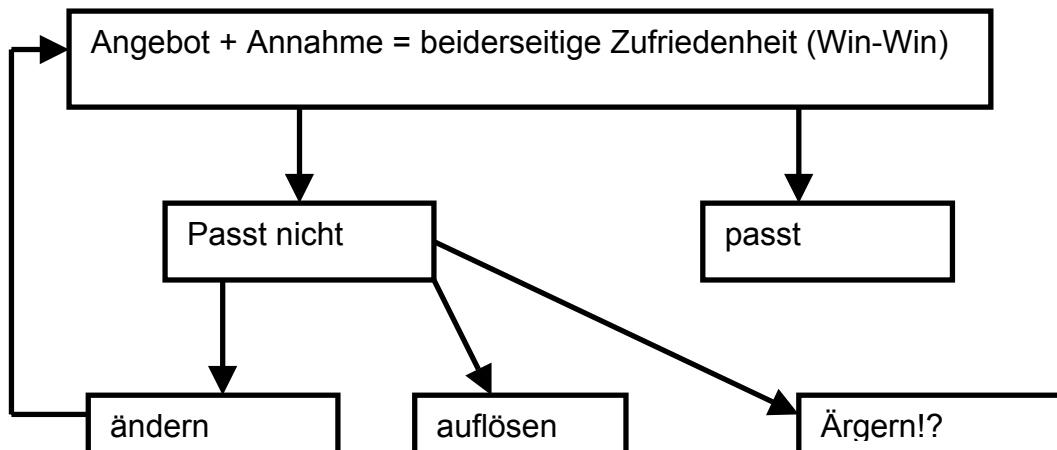 Angebot + Annahme = beiderseitige Zufriedenheit (Win-Win)
Passt nicht
passt
ändern
auflösen
Ärgern!?